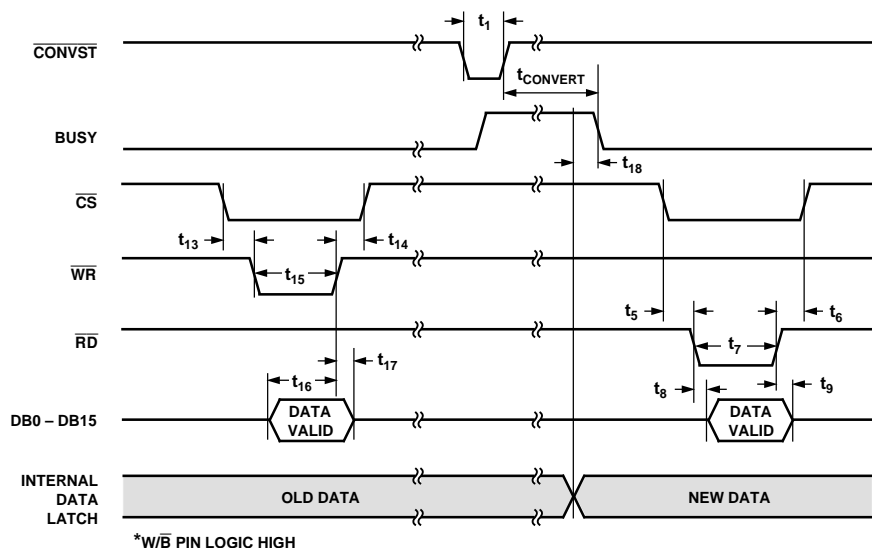 t1
CONVST
tCONVERT
BUSY
t18
CS
t13
t14
WR
t15
t5
t6
RD
t7
t17
t16
t8
t9
DB0 – DB15
DATA
VALID
DATA
VALID
INTERNAL
DATA
LATCH
OLD DATA
NEW DATA
*W/B PIN LOGIC HIGH